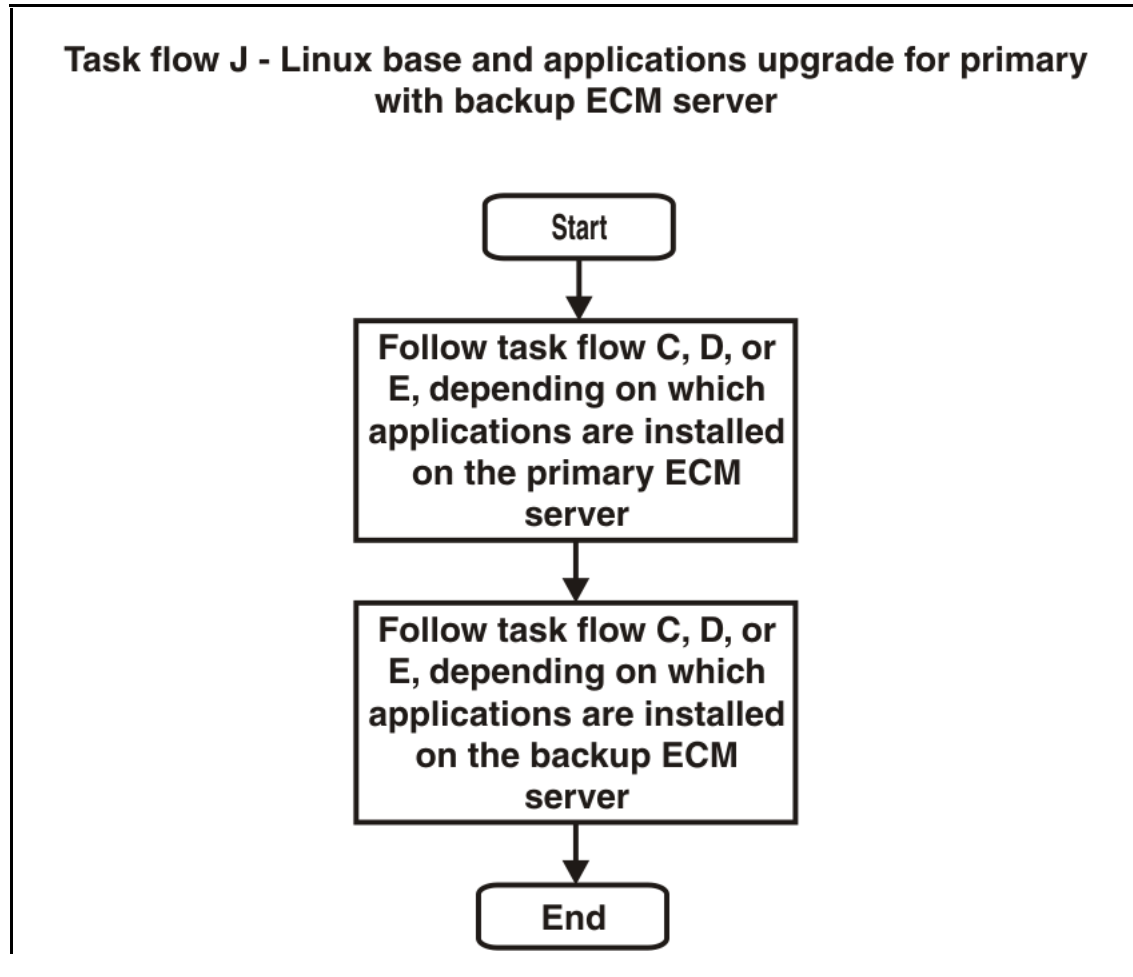 Task flow J - Linux base and applications upgrade for primary
with backup ECM server
Start
Follow task flow C, D, or
E, depending on which
applications are installed
on the primary ECM
server
Follow task flow C, D, or
E, depending on which
applications are installed
on the backup ECM
server
End